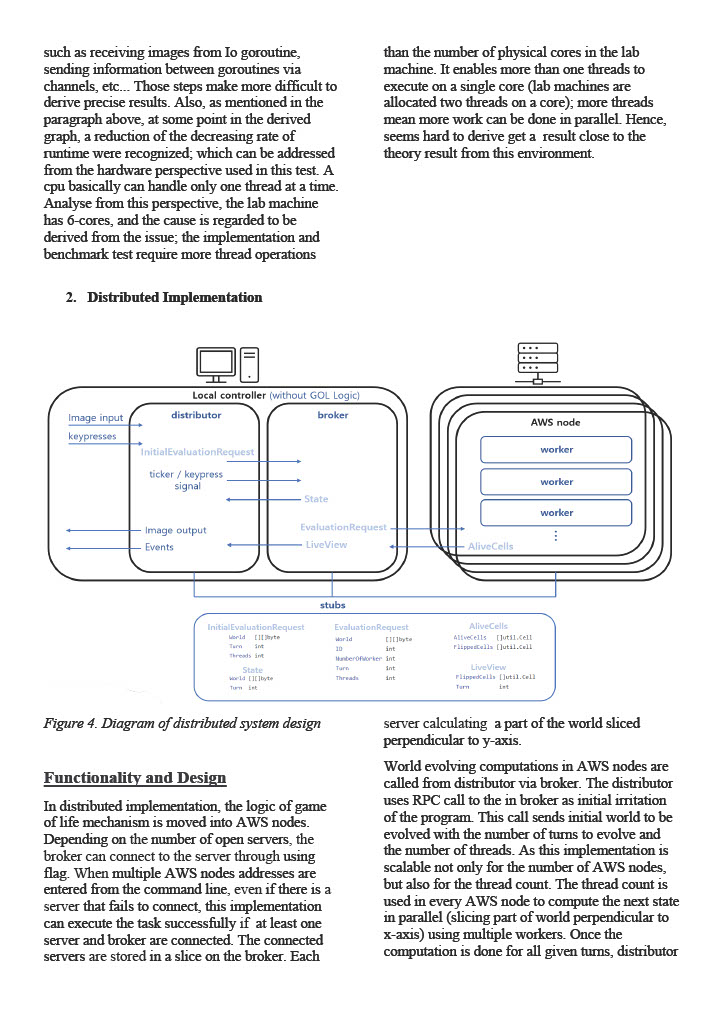 such as receiving images from Io goroutine,
sending information between goroutines via
channels, etc... Those steps make more difficult to
derive precise results. Also, as mentioned in the
paragraph above, at some point in the derived
graph, a reduction of the decreasing rate of
runtime were recognized; which can be addressed
from the hardware perspective used in this test. A
cpu basically can handle only one thread at a time.
Analyse from this perspective, the lab machine
has 6-cores, and the cause is regarded to be
derived from the issue; the implementation and
benchmark test require more thread operations
than the number of physical cores in the lab
machine. It enables more than one threads to
execute on a single core (lab machines are
allocated two threads on a core); more threads
mean more work can be done in parallel. Hence,
seems hard to derive get a result close to the
theory result from this environment.
2. Distributed Implementation
Local controller (without GOL Logic)
distributor
broker
Image input
keypresses
InitialEvaluationRequest
ticker / keypress
signal
State
EvaluationRequest
Image output
Events
LiveView
AWS node
worker
worker
worker
⋮
AliveCells
stubs
InitialEvaluationRequest
World [][]byte
Turn int
Threads int
State
World [][]byte
Turn int
EvaluationRequest
World [][]byte
ID int
NumberOfWorker int
Turn int
Threads int
AliveCells
AliveCells []util.Cell
FlippedCells []util.Cell
LiveView
FlippedCells []util.Cell
Turn int
Figure 4. Diagram of distributed system design
Functionality and Design
In distributed implementation, the logic of game
of life mechanism is moved into AWS nodes.
Depending on the number of open servers, the
broker can connect to the server through using
flag. When multiple AWS nodes addresses are
entered from the command line, even if there is a
server that fails to connect, this implementation
can execute the task successfully if at least one
server and broker are connected. The connected
servers are stored in a slice on the broker. Each
server calculating a part of the world sliced
perpendicular to y-axis.
World evolving computations in AWS nodes are
called from distributor via broker. The distributor
uses RPC call to the in broker as initial irritation
of the program. This call sends initial world to be
evolved with the number of turns to evolve and
the number of threads. As this implementation is
scalable not only for the number of AWS nodes,
but also for the thread count. The thread count is
used in every AWS node to compute the next state
in parallel (slicing part of world perpendicular to
x-axis) using multiple workers. Once the
computation is done for all given turns, distributor